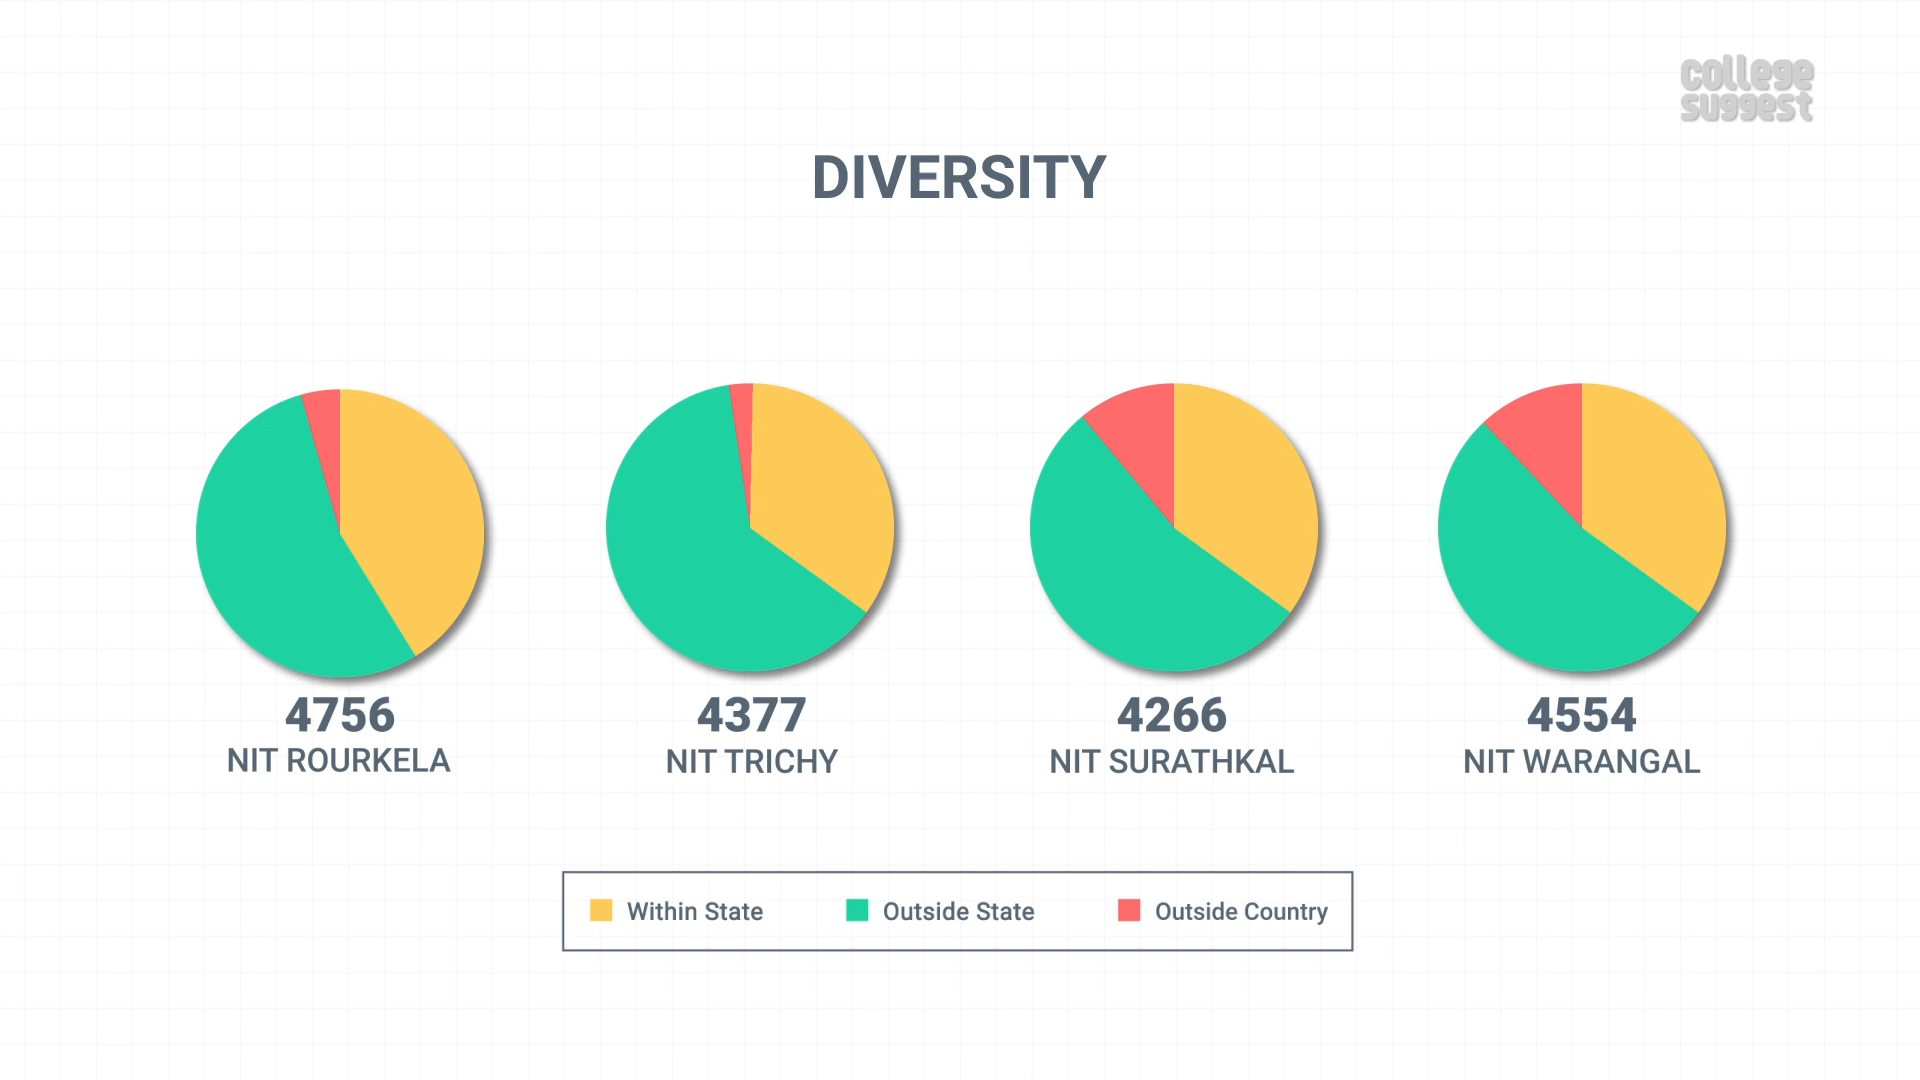 college
suggest
DIVERSITY
4756
NIT ROURKELA
4377
NIT TRICHY
4266
NIT SURATHKAL
4554
NIT WARANGAL
Within State
Outside State
Outside Country